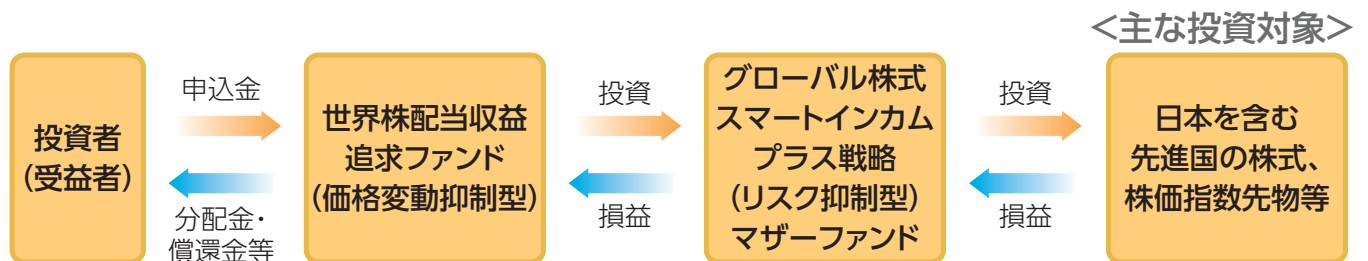 <主な投資対象>
投資者
(受益者)
申込金
分配金・
償還金等
世界株配当収益
追求ファンド
(価格変動抑制型)
投資
損益
グローバル株式
スマートインカム
プラス戦略
(リスク抑制型)
マザーファンド
投資
損益
日本を含む
先進国の株式、
株価指数先物等